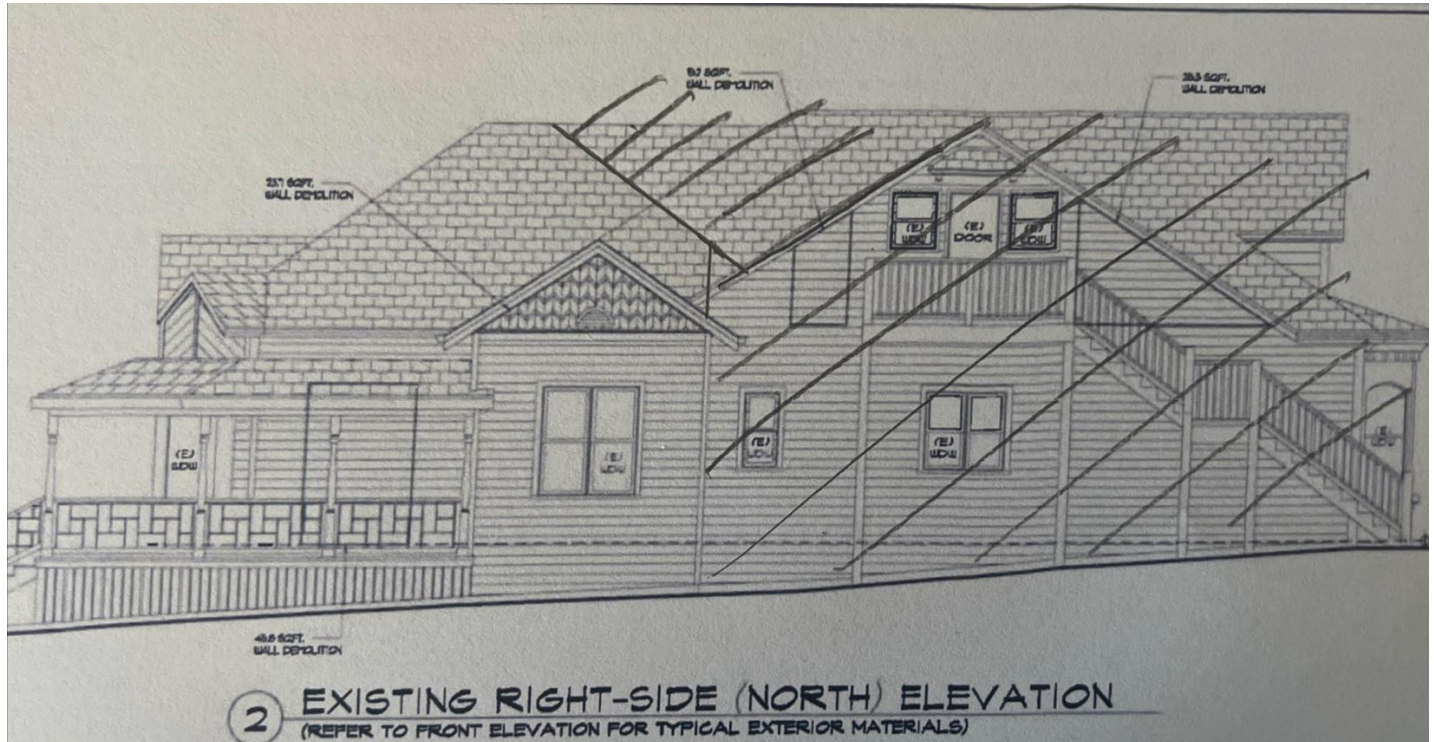 WALL DEMOLITION
WALL DEMOLITION
SQFT.
WALL DEMOLITION
(E)
WDW
(E)
DOOR
(E)
WDW
(E)
WDW
(E)
WDW
(E)
WDW
(E)
WDW
(E)
WDW
SQFT.
WALL DEMOLITION
2 EXISTING RIGHT-SIDE (NORTH) ELEVATION
(REFER TO FRONT ELEVATION FOR TYPICAL EXTERIOR MATERIALS)